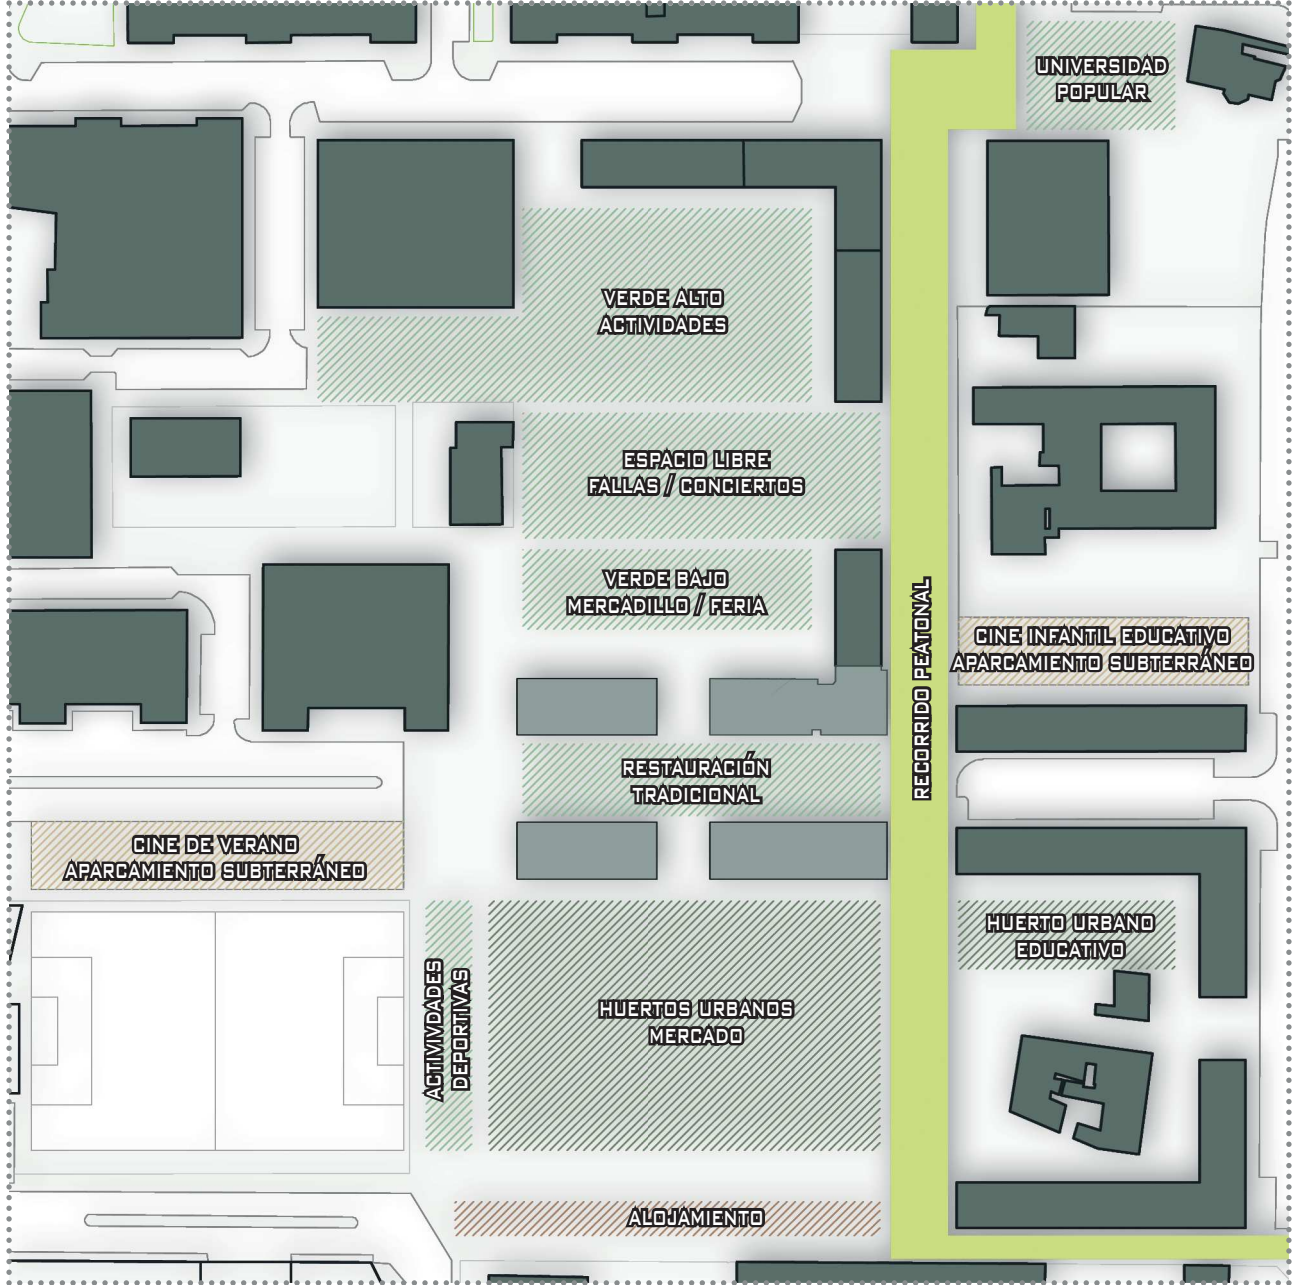 UNIVERSIDAD
POPULAR
VERDE ALTO
ACTIVIDADES
ESPACIO LIBRE
FALLAS / CONCIERTOS
VERDE BAJO
MERCADILLO / FERIA
RECORRIDO PEATONAL
CINE INFANTIL EDUCATIVO
APARCAMIENTO SUBTERRÁNEO
RESTAURACIÓN
TRADICIONAL
CINE DE VERANO
APARCAMIENTO SUBTERRÁNEO
HUERTO URBANO
EDUCATIVO
ACTIVIVDADES
DEPORTIVAS
HUERTOS URBANOS
MERCADO
ALOJAMIENTO